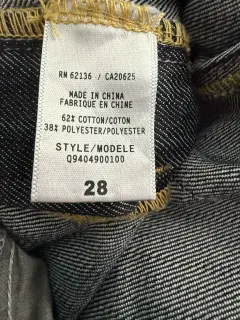 RN 62136 / CA20625
MADE IN CHINA
FABRIQUE EN CHINE
62% COTTON/COTON
38% POLYESTER/POLYESTER
STYLE/MODELE
Q9404900100
28